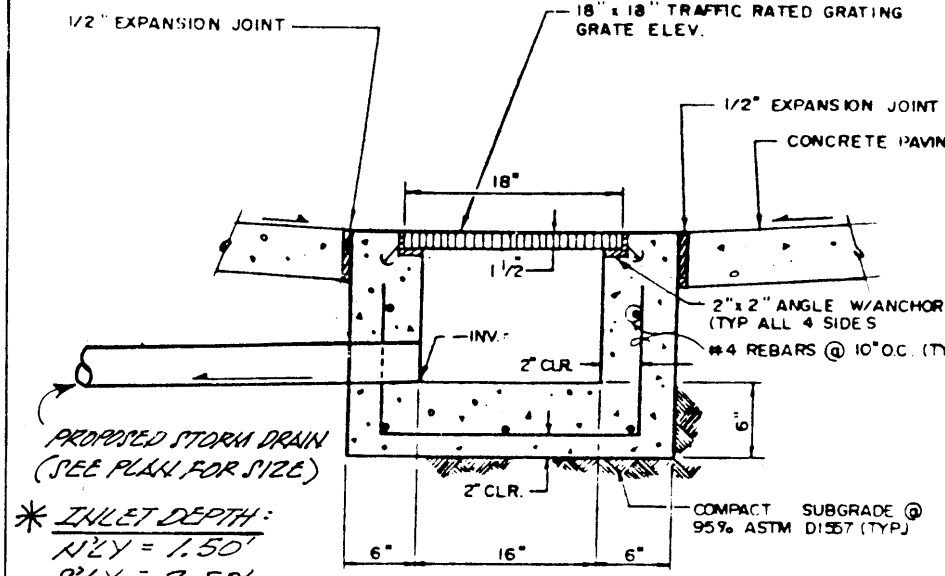 1/2" EXPANSION JOINT
18" x 18" TRAFFIC RATED GRATING
GRATE ELEV.
1/2" EXPANSION JOINT
CONCRETE PAVIN
18"
1 1/2"
2" x 2" ANGLE W/ANCHOR
(TYP ALL 4 SIDES
INV.
#4 REBARS @ 10" O.C. (TY
2" CLR.
6"
PROPOSED STORM DRAIN
(SEE PLAN FOR SIZE)
2" CLR.
COMPACT SUBGRADE @
95% ASTM D1557 (TYP.)
* INLET DEPTH:
N'LY = 1.50'
6"
16"
6"